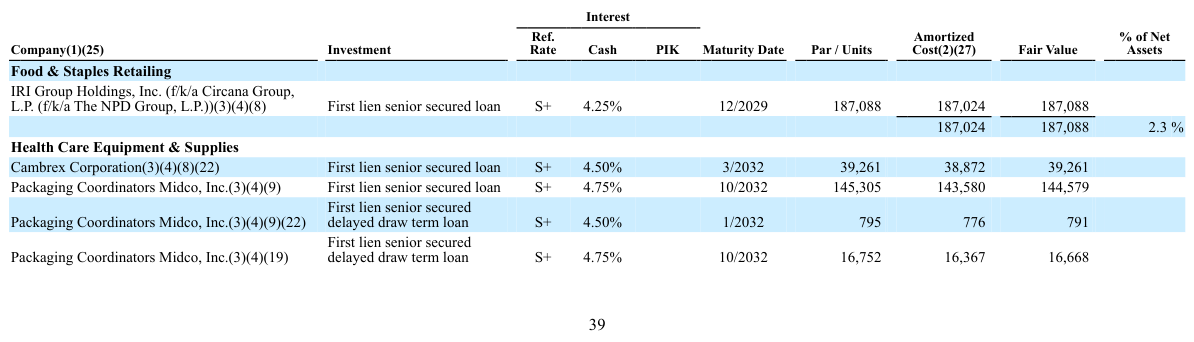 Interest
Company(1)(25) Investment Ref. Rate Cash PIK Maturity Date Par / Units Amortized Cost(2)(27) Fair Value % of Net Assets
Food & Staples Retailing
IRI Group Holdings, Inc. (f/k/a Circana Group,
L.P. (f/k/a The NPD Group, L.P.))(3)(4)(8) First lien senior secured loan S+ 4.25% 12/2029 187,088 187,024 187,088
187,024 187,088 2.3 %
Health Care Equipment & Supplies
Cambrex Corporation(3)(4)(8)(22) First lien senior secured loan S+ 4.50% 3/2032 39,261 38,872 39,261
Packaging Coordinators Midco, Inc.(3)(4)(9) First lien senior secured loan S+ 4.75% 10/2032 145,305 143,580 144,579
First lien senior secured
Packaging Coordinators Midco, Inc.(3)(4)(9)(22) delayed draw term loan S+ 4.50% 1/2032 795 776 791
First lien senior secured
Packaging Coordinators Midco, Inc.(3)(4)(19) delayed draw term loan S+ 4.75% 10/2032 16,752 16,367 16,668
39